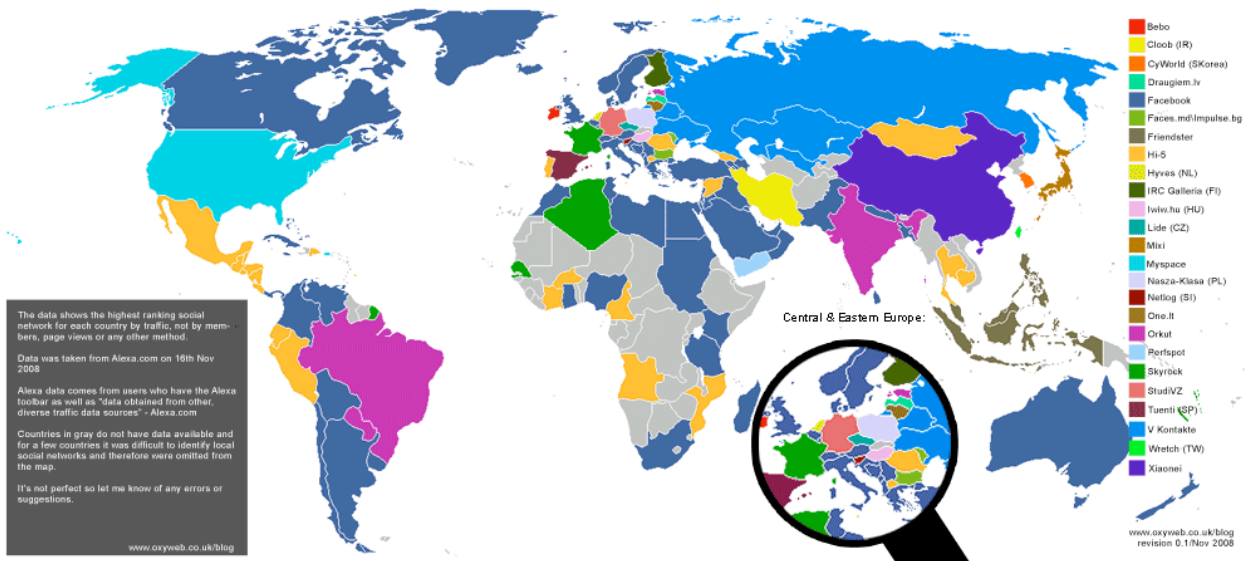 Bebo
Cloob (IR)
CyWorld (SKorea)
Draugiem.lv
Facebook
Faces.md\Impulse.bg
Friendster
Hi-5
Hyves (NL)
IRC Galleria (FI)
Iwiw.hu (HU)
Lide (CZ)
Mixi
Myspace
Nasza-Klasa (PL)
Netlog (SI)
One.lt
Orkut
Perfspot
Skyrock
StudiVZ
Tuenti (SP)
V Kontakte
Wretch (TW)
Xiaonei
The data shows the highest ranking social
network for each country by traffic, not by mem-
bers, page views or any other method.
Data was taken from Alexa.com on 16th Nov
2008
Alexa data comes from users who have the Alexa
toolbar as well as "data obtained from other,
diverse traffic data sources" - Alexa.com
Countries in gray do not have data available and
for a few countries it was difficult to identify local
social networks and therefore were omitted from
the map.
It's not perfect so let me know of any errors or
suggestions.
www.oxyweb.co.uk/blog
Central & Eastern Europe:
www.oxyweb.co.uk/blog
revision 0.1/Nov 2008